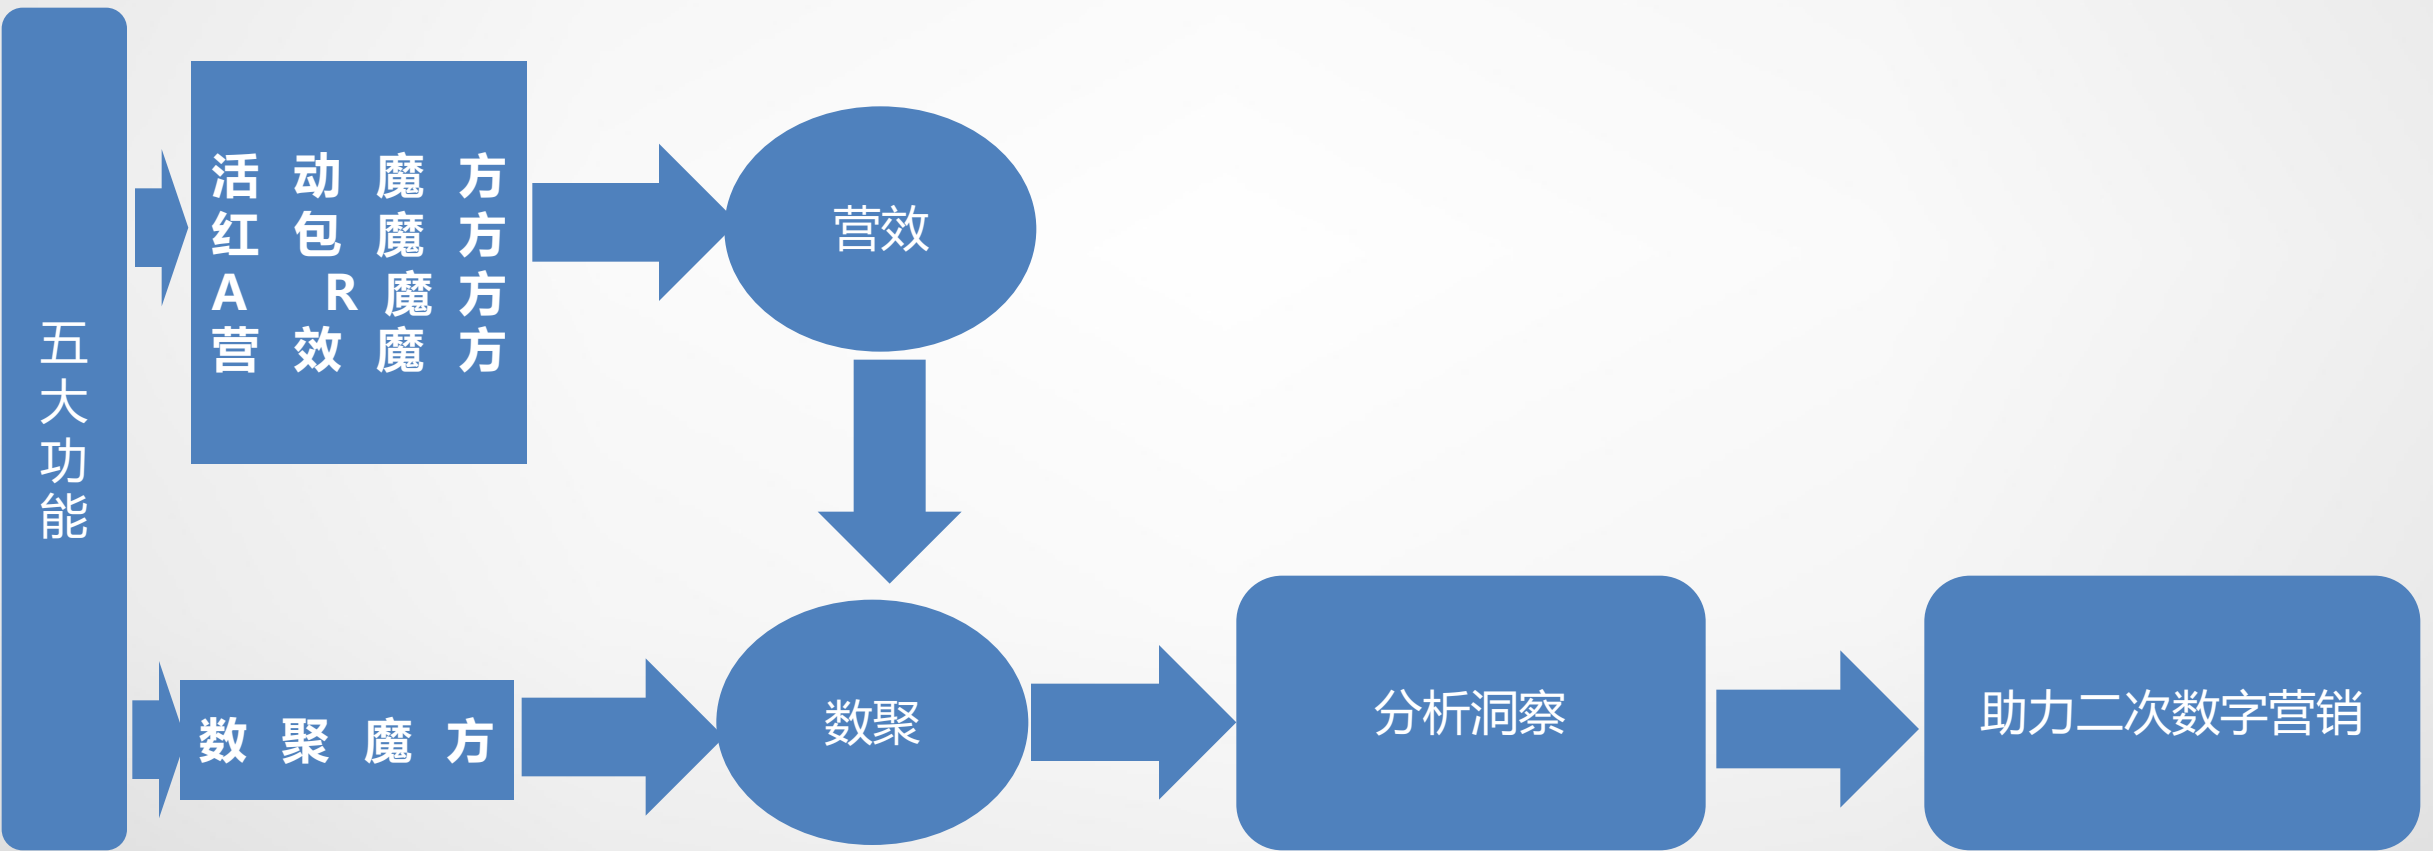 五
大
功
能
活动魔方
红包魔方
AR魔方
营效魔方
营效
数聚魔方
数聚
分析洞察
助力二次数字营销